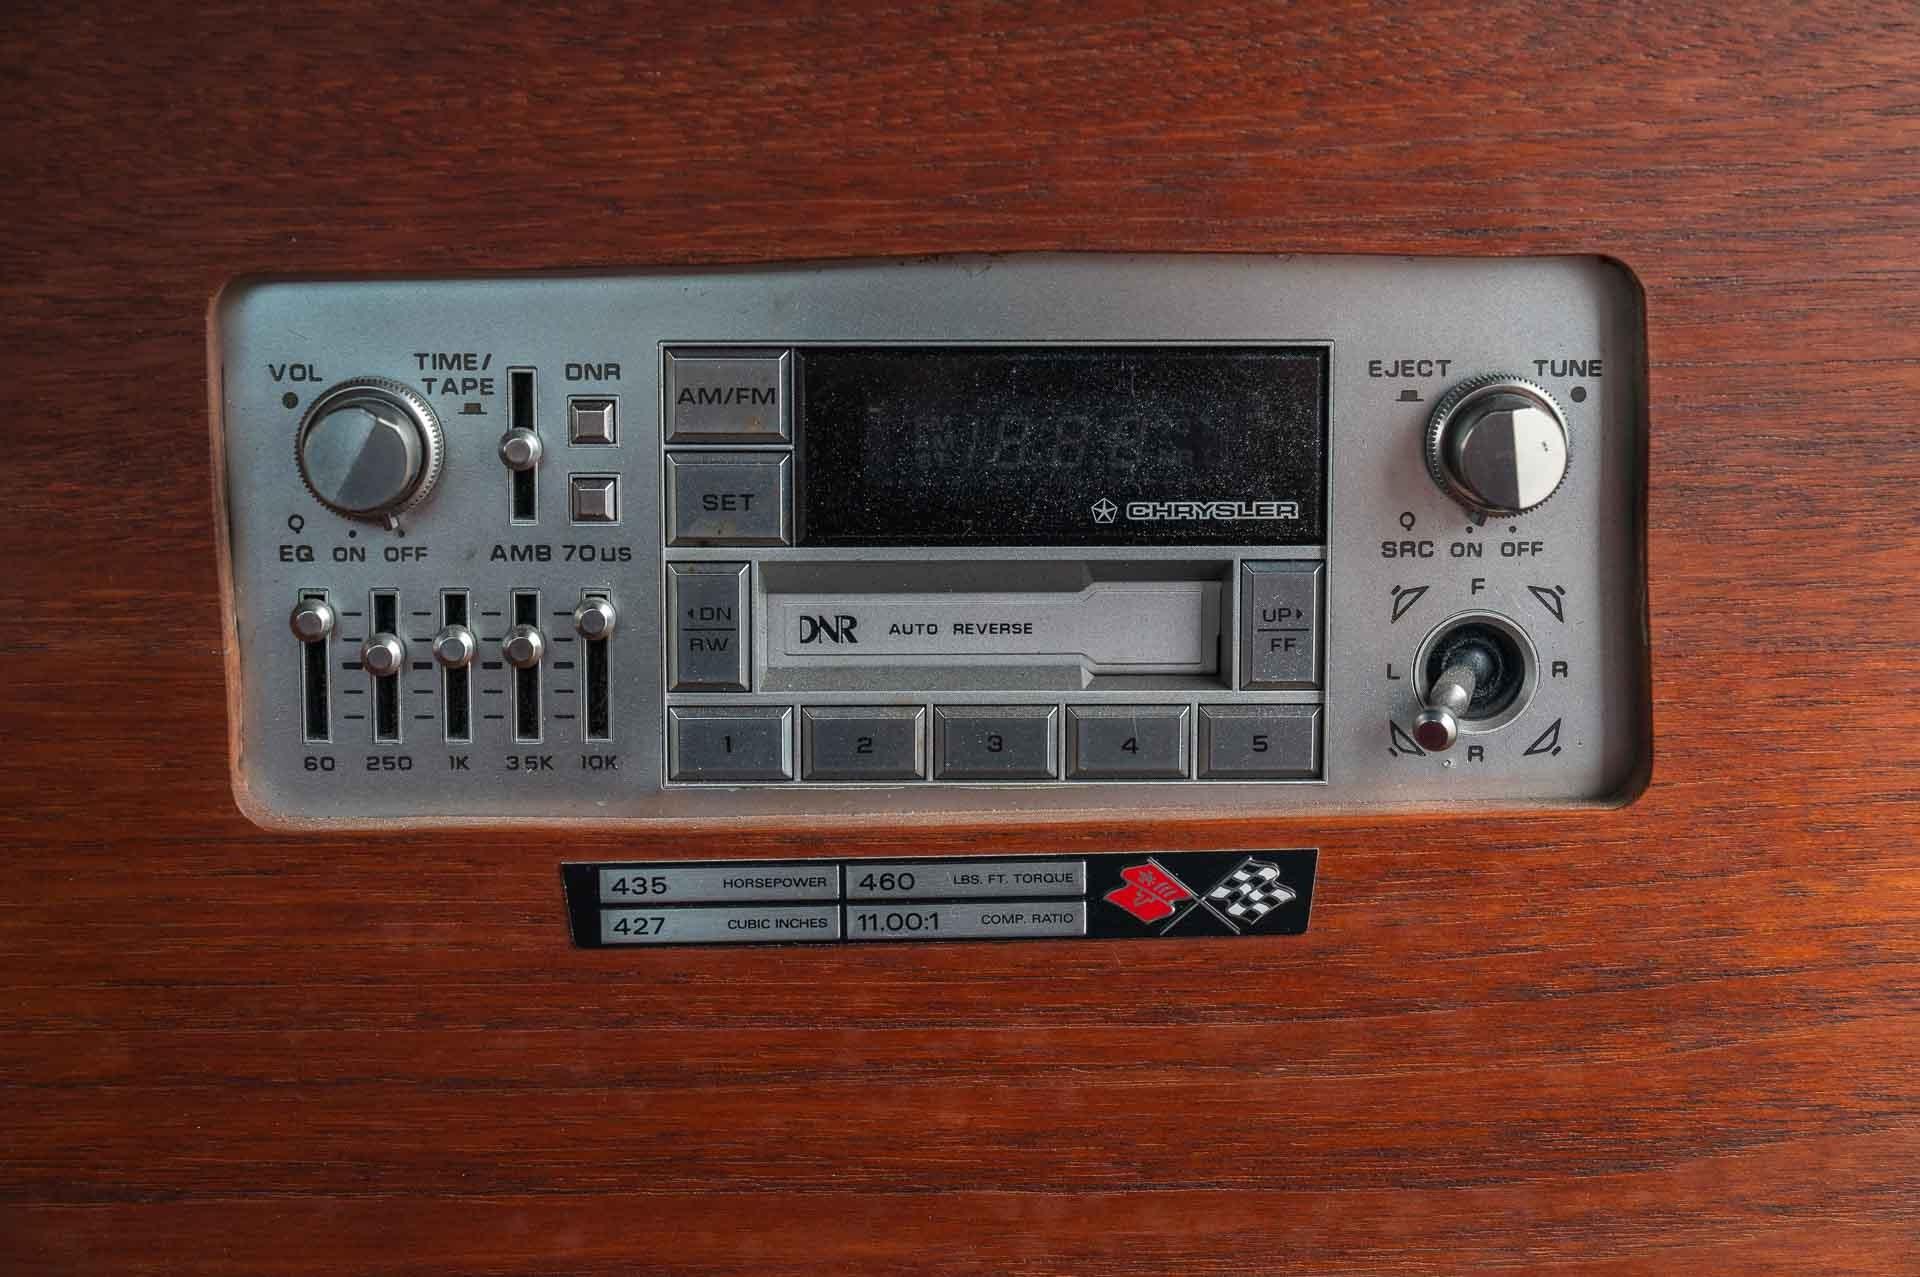 VOL
TIME/
TAPE
DNR
EQ ON OFF
AMB 70us
60 250 1K 3.5K 10K
AM/FM
SET
CHRYSLER
DN
RW
DNR AUTO REVERSE
UP
FF
1 2 3 4 5
EJECT
TUNE
SRC ON OFF
F
L R
R
435 HORSEPOWER
460 LBS. FT. TORQUE
427 CUBIC INCHES
11.00:1 COMP. RATIO